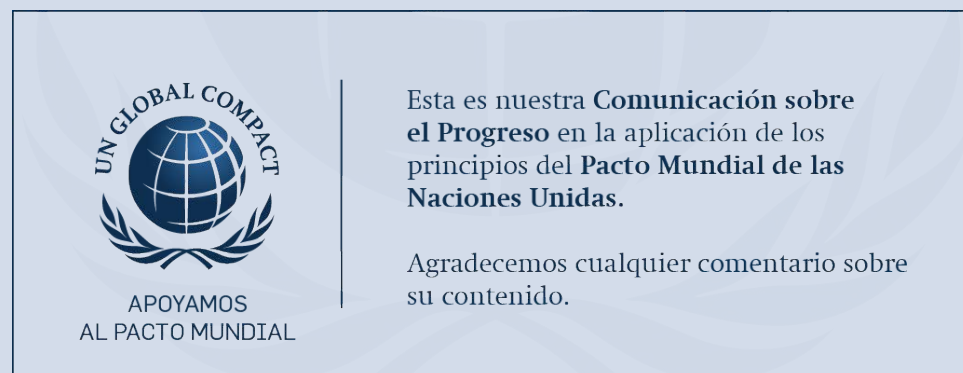 UN GLOBAL COMPACT
APOYAMOS
AL PACTO MUNDIAL
Esta es nuestra Comunicación sobre
el Progreso en la aplicación de los
principios del Pacto Mundial de las
Naciones Unidas.
Agradecemos cualquier comentario sobre
su contenido.